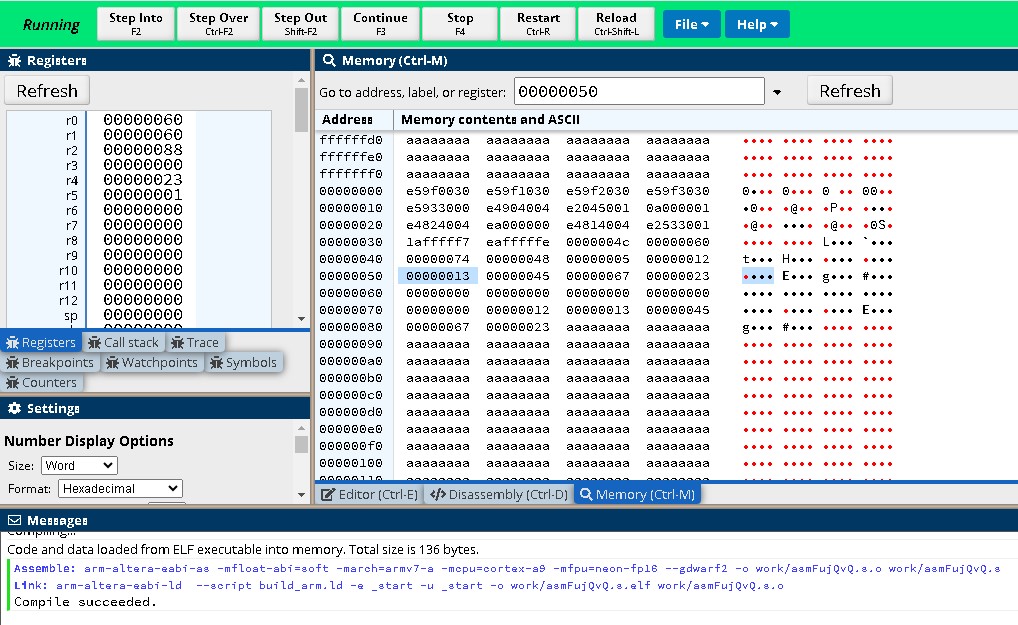 Running
Step Into
F2
Step Over
Ctrl-F2
Step Out
Shift-F2
Continue
F3
Stop
F4
Restart
Ctrl-R
Reload
Ctrl-Shift-L
File
Help
Registers
Refresh
r0 00000060
r1 00000060
r2 00000088
r3 00000000
r4 00000023
r5 00000001
r6 00000000
r7 00000000
r8 00000000
r9 00000000
r10 00000000
r11 00000000
r12 00000000
sp 00000000
Registers Call stack Trace
Breakpoints Watchpoints Symbols
Counters
Settings
Number Display Options
Size: Word
Format: Hexadecimal
Memory (Ctrl-M)
Go to address, label, or register: 00000050 Refresh
Address Memory contents and ASCII
ffffffd0 aaaaaaaa aaaaaaaa aaaaaaaa aaaaaaaa •••• •••• •••• ••••
ffffffe0 aaaaaaaa aaaaaaaa aaaaaaaa aaaaaaaa •••• •••• •••• ••••
fffffff0 aaaaaaaa aaaaaaaa aaaaaaaa aaaaaaaa •••• •••• •••• ••••
00000000 e59f0030 e59f1030 e59f2030 e59f3030 0••• 0••• 0 •• 00••
00000010 e5933000 e4904004 e2045001 0a000001 •0•• •@•• •P•• ••••
00000020 e4824004 ea000000 e4814004 e2533001 •@•• •••• •@•• •0S•
00000030 1afffff7 eafffffe 0000004c 00000060 •••• •••• L••• `•••
00000040 00000074 00000048 00000005 00000012 t••• H••• •••• ••••
00000050 00000013 00000045 00000067 00000023 •••• E••• g••• #•••
00000060 00000000 00000000 00000000 00000000 •••• •••• •••• ••••
00000070 00000000 00000012 00000013 00000045 •••• •••• •••• E•••
00000080 00000067 00000023 aaaaaaaa aaaaaaaa g••• #••• •••• ••••
00000090 aaaaaaaa aaaaaaaa aaaaaaaa aaaaaaaa •••• •••• •••• ••••
000000a0 aaaaaaaa aaaaaaaa aaaaaaaa aaaaaaaa •••• •••• •••• ••••
000000b0 aaaaaaaa aaaaaaaa aaaaaaaa aaaaaaaa •••• •••• •••• ••••
000000c0 aaaaaaaa aaaaaaaa aaaaaaaa aaaaaaaa •••• •••• •••• ••••
000000d0 aaaaaaaa aaaaaaaa aaaaaaaa aaaaaaaa •••• •••• •••• ••••
000000e0 aaaaaaaa aaaaaaaa aaaaaaaa aaaaaaaa •••• •••• •••• ••••
000000f0 aaaaaaaa aaaaaaaa aaaaaaaa aaaaaaaa •••• •••• •••• ••••
00000100 aaaaaaaa aaaaaaaa aaaaaaaa aaaaaaaa •••• •••• •••• ••••
00000110 aaaaaaaa aaaaaaaa aaaaaaaa aaaaaaaa •••• •••• •••• ••••
Editor (Ctrl-E) Disassembly (Ctrl-D) Memory (Ctrl-M)
Messages
Compiling...
Code and data loaded from ELF executable into memory. Total size is 136 bytes.
Assemble: arm-altera-eabi-as -mfloat-abi=soft -march=armv7-a -mcpu=cortex-a9 -mfpu=neon-fp16 --gdwarf2 -o work/asmFujQvQ.s.o work/asmFujQvQ.s
Link: arm-altera-eabi-ld --script build_arm.ld -e _start -u _start -o work/asmFujQvQ.s.elf work/asmFujQvQ.s.o
Compile succeeded.